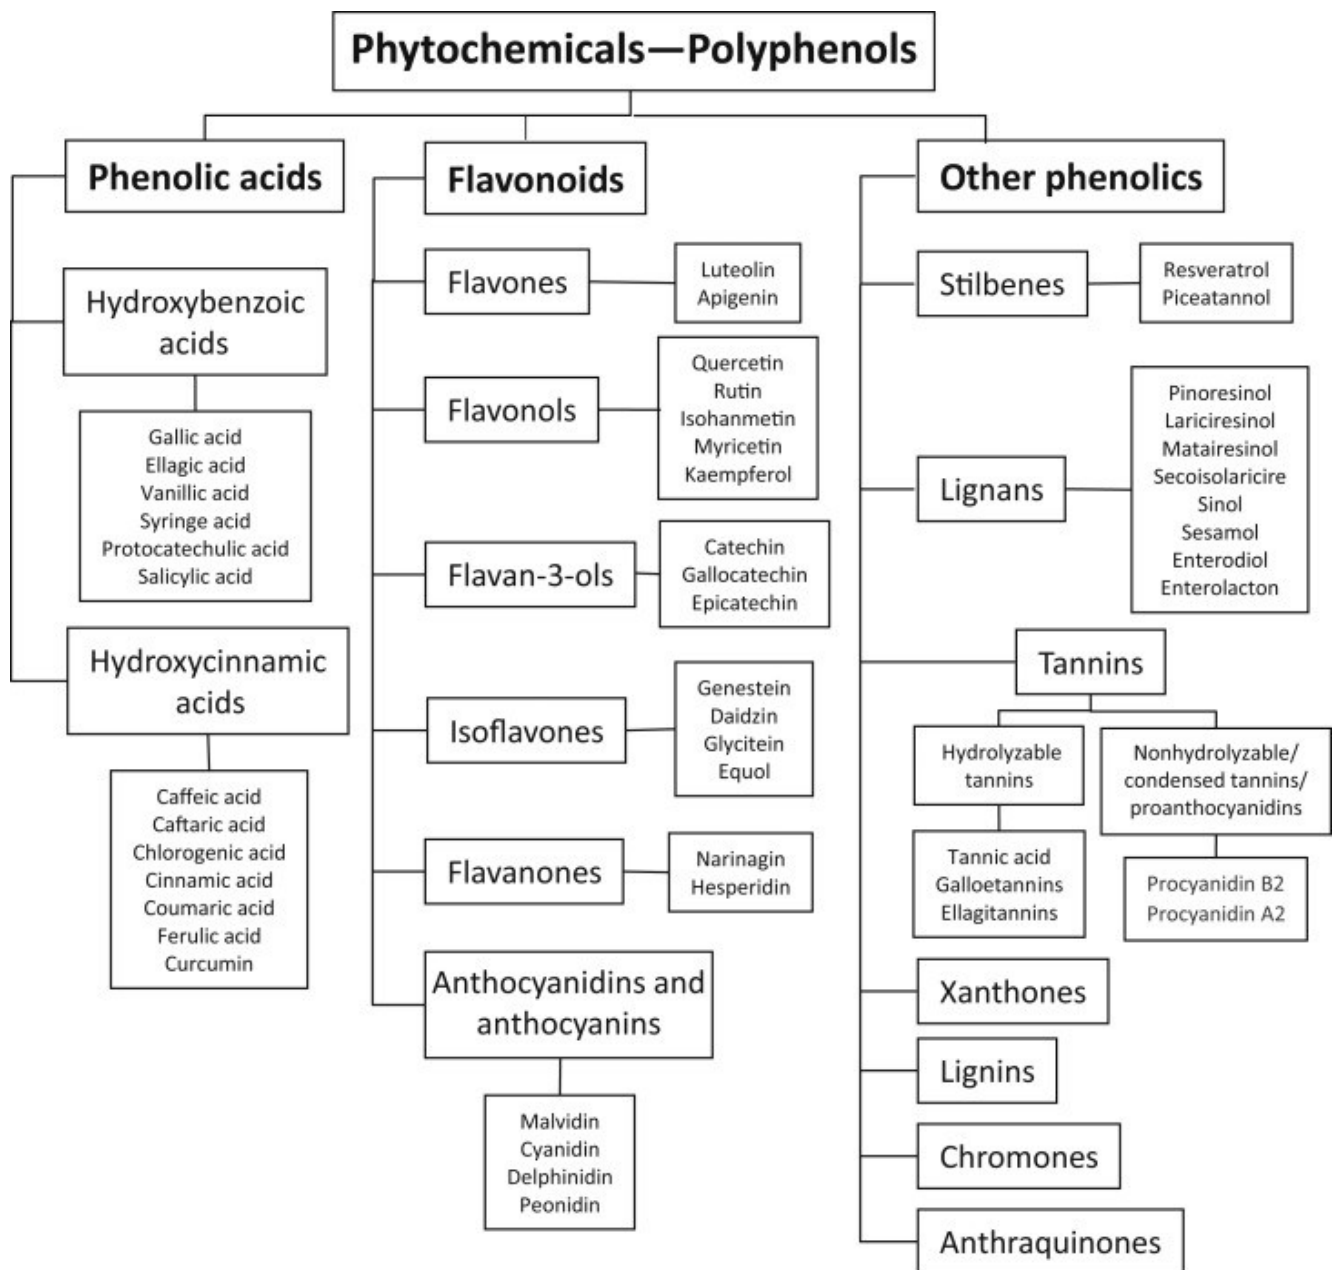 Phytochemicals—Polyphenols
Phenolic acids
Hydroxybenzoic
acids
Gallic acid
Ellagic acid
Vanillic acid
Syringe acid
Protocatechulic acid
Salicylic acid
Hydroxycinnamic
acids
Caffeic acid
Caftaric acid
Chlorogenic acid
Cinnamic acid
Coumaric acid
Ferulic acid
Curcumin
Flavonoids
Flavones
Luteolin
Apigenin
Flavonols
Quercetin
Rutin
Isohanmetin
Myricetin
Kaempferol
Flavan-3-ols
Catechin
Gallocatechin
Epicatechin
Isoflavones
Genestein
Daidzin
Glycitein
Equol
Flavanones
Narinagin
Hesperidin
Anthocyanidins and
anthocyanins
Malvidin
Cyanidin
Delphinidin
Peonidin
Other phenolics
Stilbenes
Resveratrol
Piceatannol
Lignans
Pinoresinol
Lariciresinol
Matairesinol
Secoisolaricire
Sinol
Sesamol
Enterodiol
Enterolacton
Tannins
Hydrolyzable
tannins
Tannic acid
Galloetannins
Ellagitannins
Nonhydrolyzable/
condensed tannins/
proanthocyanidins
Procyanidin B2
Procyanidin A2
Xanthones
Lignins
Chromones
Anthraquinones